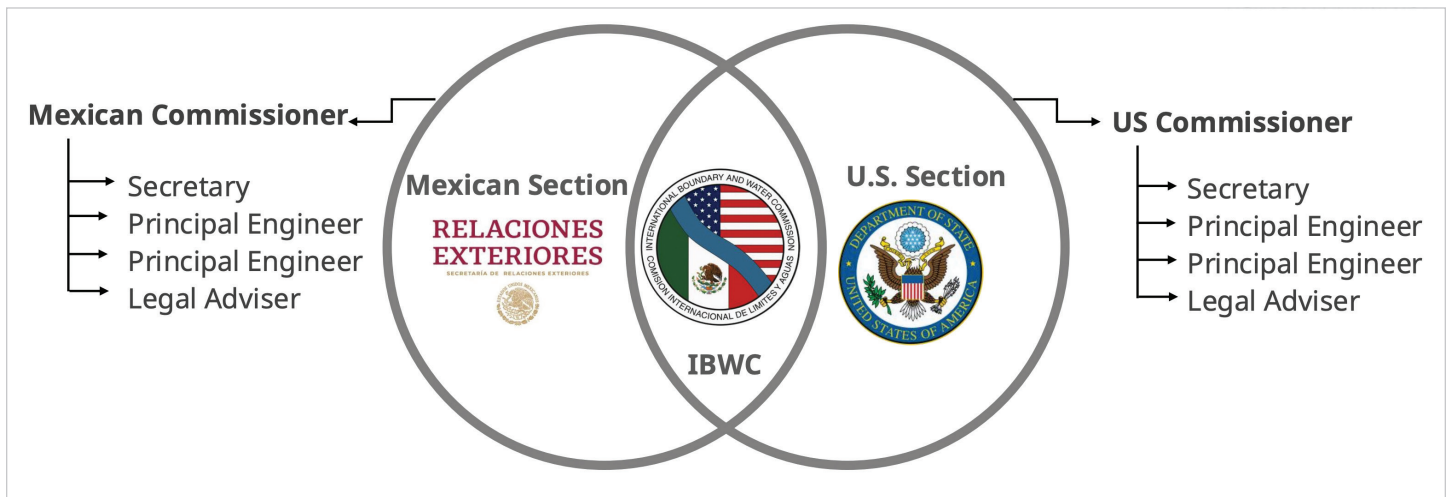 Mexican Commissioner
Secretary
Principal Engineer
Principal Engineer
Legal Adviser
Mexican Section
RELACIONES
EXTERIORES
SECRETARÍA DE RELACIONES EXTERIORES
INTERNATIONAL BOUNDARY AND WATER COMMISSION
COMISION INTERNACIONAL DE LIMITES Y AGUAS
IBWC
U.S. Section
DEPARTMENT OF STATE
UNITED STATES OF AMERICA
US Commissioner
Secretary
Principal Engineer
Principal Engineer
Legal Adviser